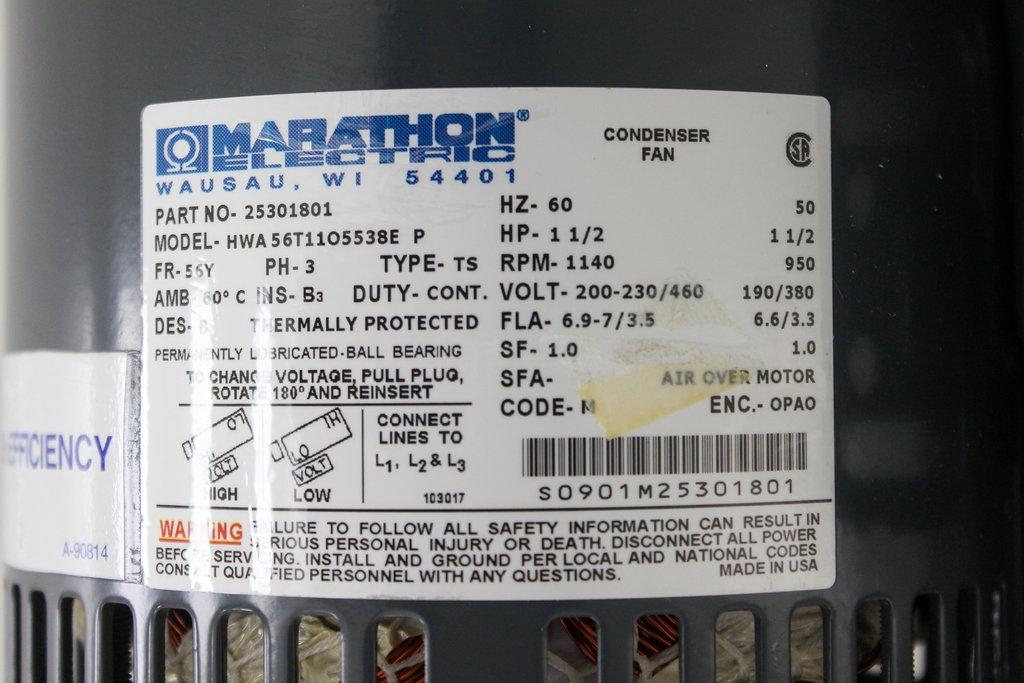 MARATHON®
ELECTRIC
WAUSAU, WI 54401
CONDENSER
FAN
PART NO- 25301801
MODEL- HWA56T11O5538E P
FR- 56Y PH- 3 TYPE- TS
AMB 60° C INS- B3 DUTY- CONT.
DES- B THERMALLY PROTECTED
PERMANENTLY LUBRICATED-BALL BEARING
TO CHANGE VOLTAGE, PULL PLUG,
ROTATE 180° AND REINSERT
HZ- 60 50
HP- 1 1/2 1 1/2
RPM- 1140 950
VOLT- 200-230/460 190/380
FLA- 6.9-7/3.5 6.6/3.3
SF- 1.0 1.0
SFA- AIR OVER MOTOR
CODE- M ENC.- OPAO
LO
VOLT
HIGH
HI
LO
VOLT
LOW
CONNECT
LINES TO
L1, L2 & L3
103017
S0901M25301801
WARNING FAILURE TO FOLLOW ALL SAFETY INFORMATION CAN RESULT IN
SERIOUS PERSONAL INJURY OR DEATH. DISCONNECT ALL POWER
BEFORE SERVICING. INSTALL AND GROUND PER LOCAL AND NATIONAL CODES
CONSULT QUALIFIED PERSONNEL WITH ANY QUESTIONS. MADE IN USA
EFFICIENCY
A-90814